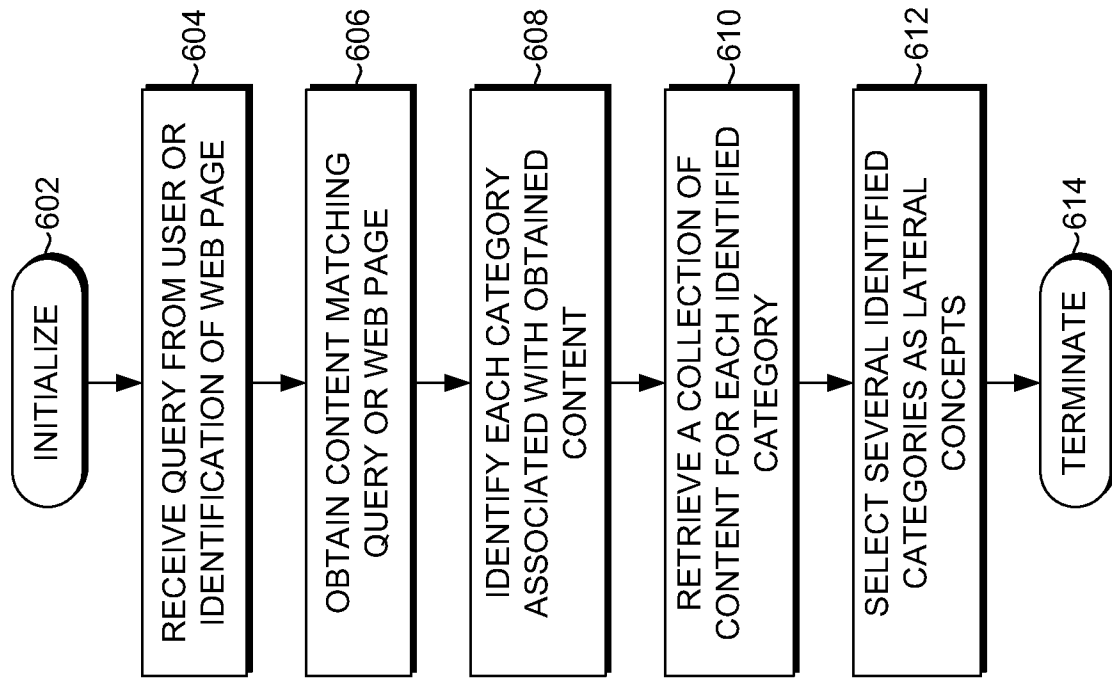 INITIALIZE
602
RECEIVE QUERY FROM USER OR
IDENTIFICATION OF WEB PAGE
604
OBTAIN CONTENT MATCHING
QUERY OR WEB PAGE
606
IDENTIFY EACH CATEGORY
ASSOCIATED WITH OBTAINED
CONTENT
608
RETRIEVE A COLLECTION OF
CONTENT FOR EACH IDENTIFIED
CATEGORY
610
SELECT SEVERAL IDENTIFIED
CATEGORIES AS LATERAL
CONCEPTS
612
TERMINATE
614